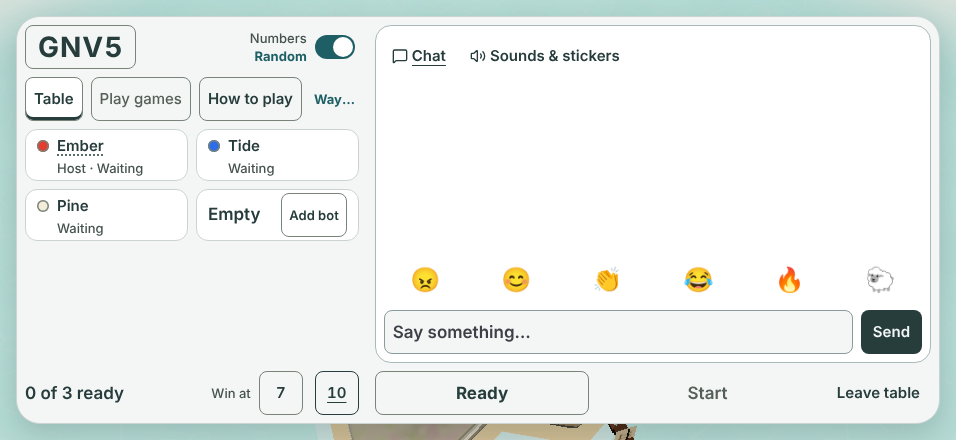 GNV5
Numbers
Random
Table
Play games
How to play
Way...
Ember
Host · Waiting
Tide
Waiting
Pine
Waiting
Empty
Add bot
0 of 3 ready
Win at
7
10
Chat
Sounds & stickers
Say something...
Send
Ready
Start
Leave table